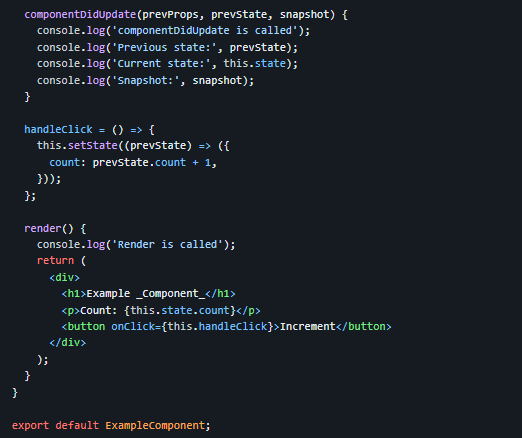 componentDidUpdate(prevProps, prevState, snapshot) {
console.log('componentDidUpdate is called');
console.log('Previous state:', prevState);
console.log('Current state:', this.state);
console.log('Snapshot:', snapshot);
}
handleClick = () => {
this.setState((prevState) => ({
count: prevState.count + 1,
}));
};
render() {
console.log('Render is called');
return (
<div>
<h1>Example _Component_</h1>
<p>Count: {this.state.count}</p>
<button onClick={this.handleClick}>Increment</button>
</div>
);
}
}
export default ExampleComponent;